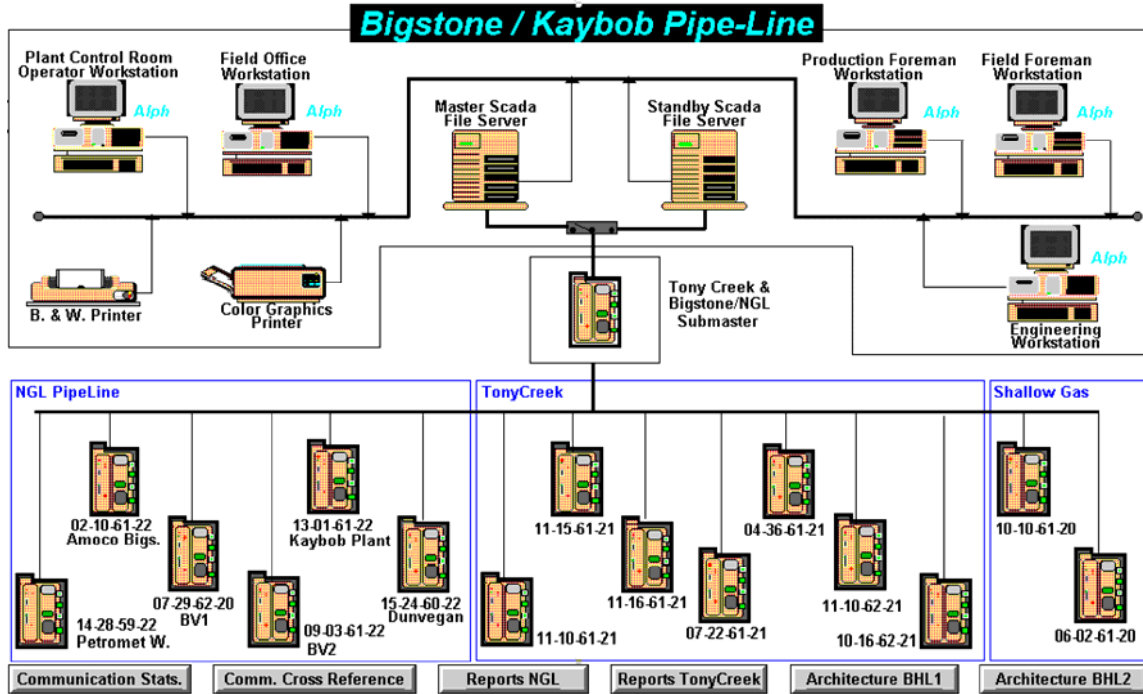 Bigstone / Kaybob Pipe-Line
Plant Control Room
Operator Workstation
Alph
Field Office
Workstation
Alph
Master Scada
File Server
Standby Scada
File Server
Production Foreman
Workstation
Alph
Field Foreman
Workstation
Alph
B. & W. Printer
Color Graphics
Printer
Tony Creek &
Bigstone/NGL
Submaster
Alph
Engineering
Workstation
NGL PipeLine
02-10-61-22
Amoco Bigs.
13-01-61-22
Kaybob Plant
07-29-62-20
BV1
15-24-60-22
Dunvegan
14-28-59-22
Petromet W.
09-03-61-22
BV2
TonyCreek
11-15-61-21
04-36-61-21
11-16-61-21
11-10-62-21
07-22-61-21
11-10-61-21
10-16-62-21
Shallow Gas
10-10-61-20
06-02-61-20
Communication Stats.
Comm. Cross Reference
Reports NGL
Reports TonyCreek
Architecture BHL1
Architecture BHL2